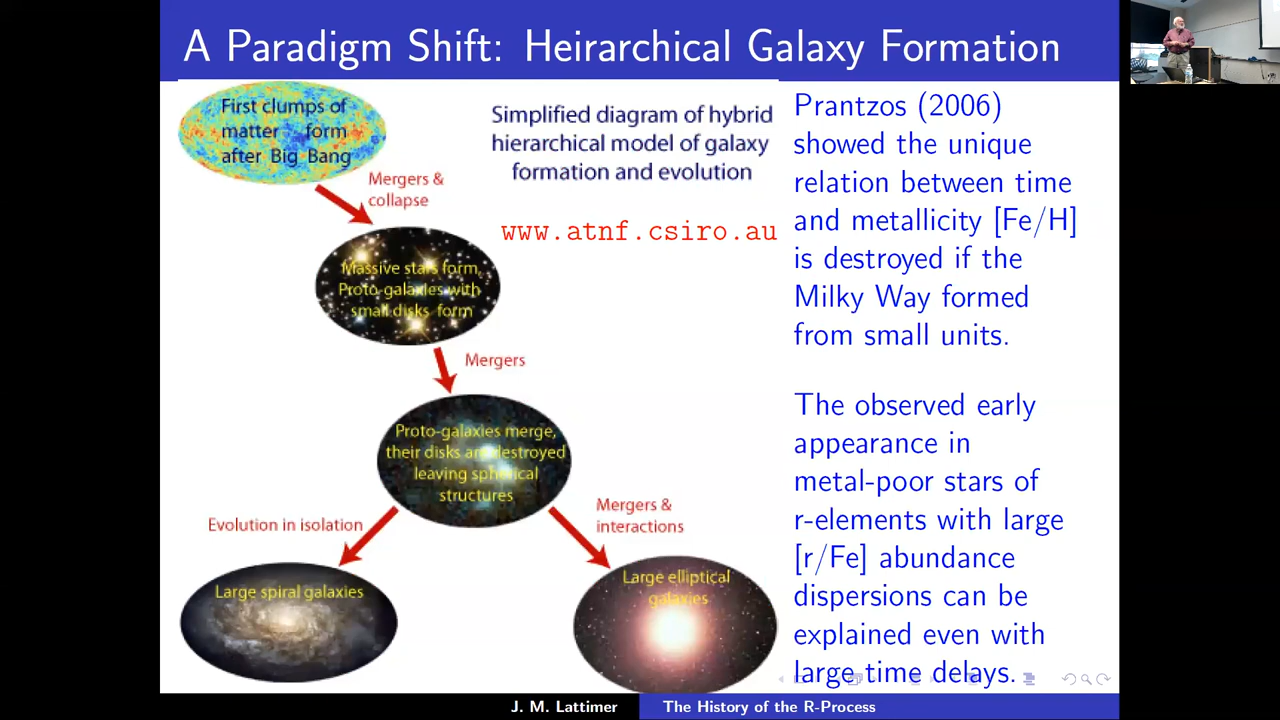 A Paradigm Shift: Heirarchical Galaxy Formation
First clumps of
matter form
after Big Bang
Simplified diagram of hybrid
hierarchical model of galaxy
formation and evolution
www.atnf.csiro.au
Mergers &
collapse
Massive stars form,
Proto-galaxies with
small disks form
Mergers
Proto-galaxies merge,
their disks are destroyed
leaving spherical
structures
Evolution in isolation
Mergers &
interactions
Large spiral galaxies
Large elliptical
galaxies
Prantzos (2006)
showed the unique
relation between time
and metallicity [Fe/H]
is destroyed if the
Milky Way formed
from small units.
The observed early
appearance in
metal-poor stars of
r-elements with large
[r/Fe] abundance
dispersions can be
explained even with
large time delays.
J. M. Lattimer
The History of the R-Process